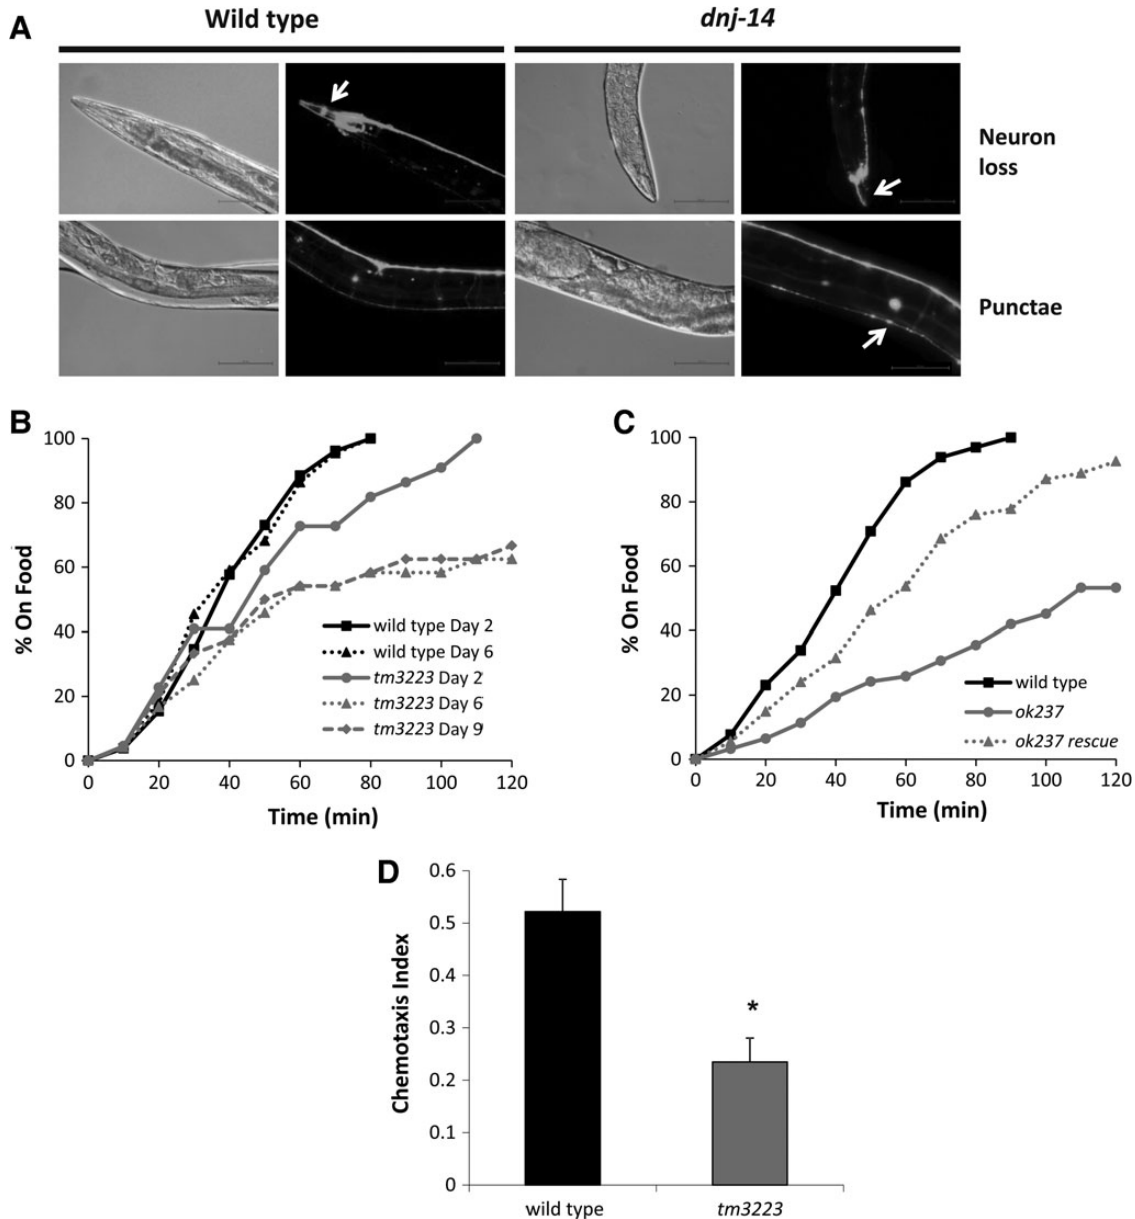 A
Wild type
dnj-14
Neuron
loss
Punctae
B
% On Food
100
80
60
40
20
0
wild type Day 2
wild type Day 6
tm3223 Day 2
tm3223 Day 6
tm3223 Day 9
0 20 40 60 80 100 120
Time (min)
C
% On Food
100
80
60
40
20
0
wild type
ok237
ok237 rescue
0 20 40 60 80 100 120
Time (min)
D
Chemotaxis Index
0.6
0.5
0.4
0.3
0.2
0.1
0
*
wild type
tm3223